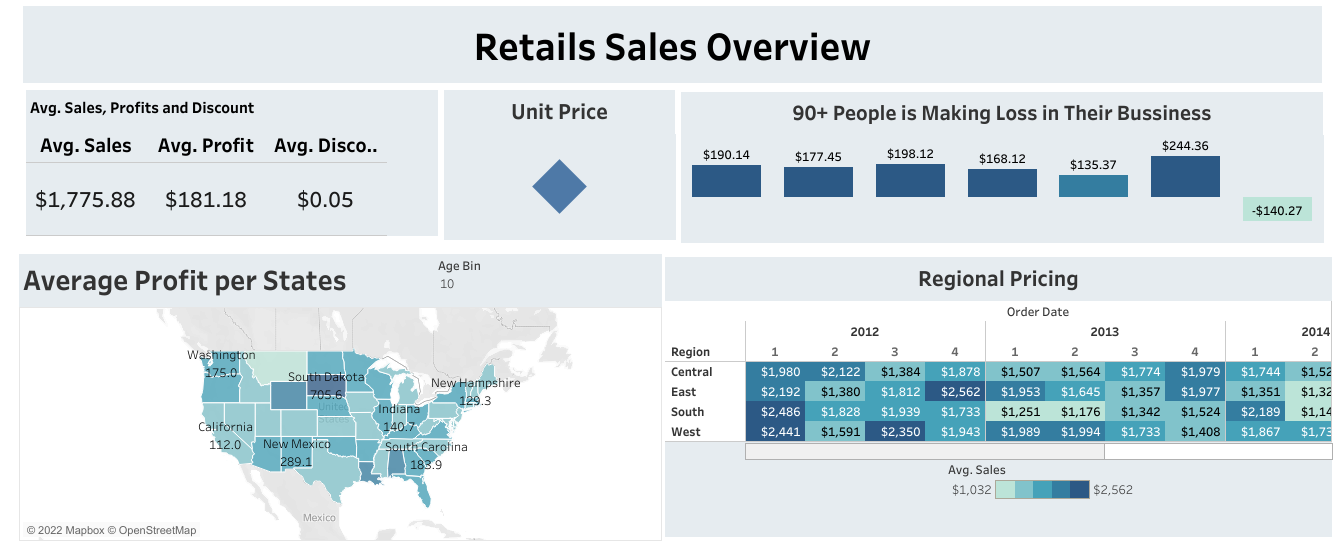 Retails Sales Overview
Avg. Sales, Profits and Discount
Avg. Sales Avg. Profit Avg. Disco..
$1,775.88 $181.18 $0.05
Unit Price
90+ People is Making Loss in Their Bussiness
$190.14 $177.45 $198.12 $168.12 $135.37 $244.36 -$140.27
Average Profit per States
Age Bin
10
Washington
175.0
South Dakota
705.6
New Hampshire
129.3
United
States
Indiana
140.7
California
112.0
New Mexico
289.1
South Carolina
183.9
Mexico
© 2022 Mapbox © OpenStreetMap
Regional Pricing
Order Date
2012 2013 2014
Region 1 2 3 4 1 2 3 4 1 2
Central $1,980 $2,122 $1,384 $1,878 $1,507 $1,564 $1,774 $1,979 $1,744 $1,52
East $2,192 $1,380 $1,812 $2,562 $1,953 $1,645 $1,357 $1,977 $1,351 $1,32
South $2,486 $1,828 $1,939 $1,733 $1,251 $1,176 $1,342 $1,524 $2,189 $1,14
West $2,441 $1,591 $2,350 $1,943 $1,989 $1,994 $1,733 $1,408 $1,867 $1,73
Avg. Sales
$1,032 $2,562